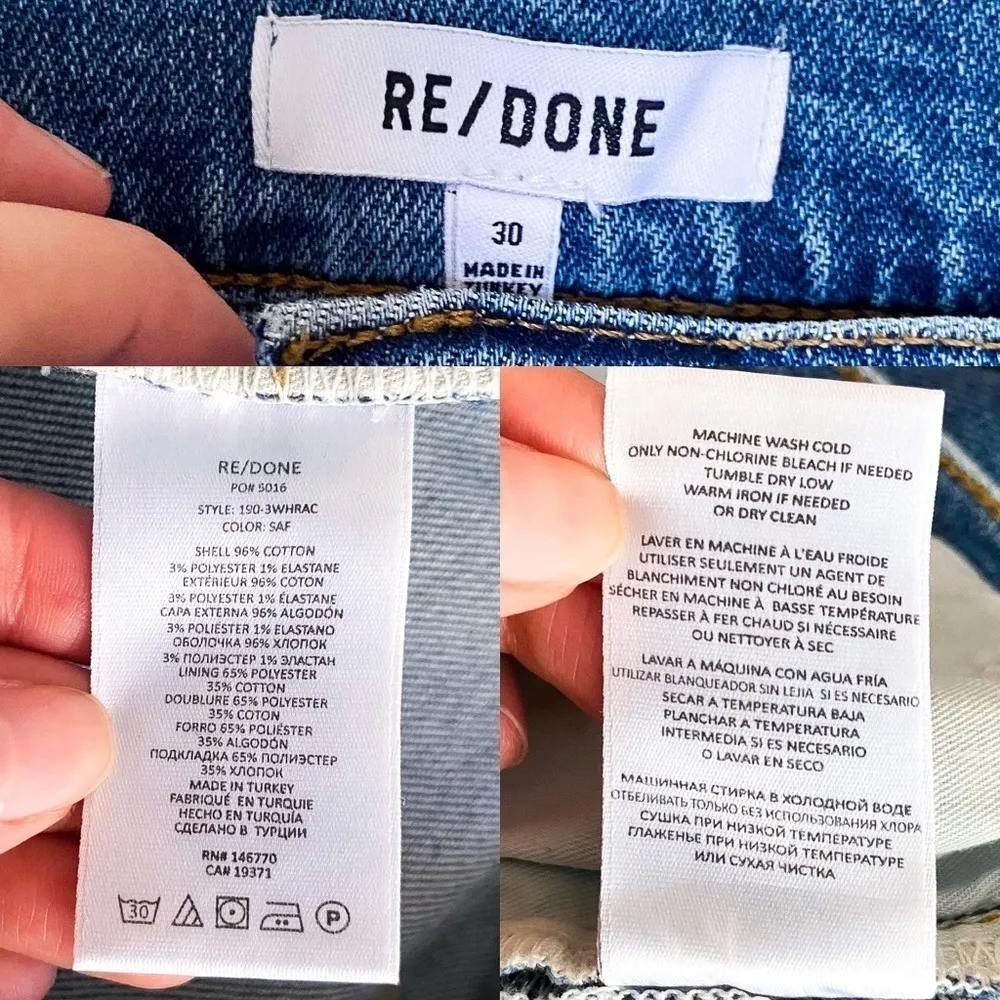 RE/DONE
30
MADE IN
TURKEY
RE/DONE
PO# 5016
STYLE: 190-3WHRAC
COLOR: SAF
SHELL 96% COTTON
3% POLYESTER 1% ELASTANE
EXTÉRIEUR 96% COTON
3% POLYESTER 1% ÉLASTANE
CAPA EXTERNA 96% ALGODÓN
3% POLIÉSTER 1% ELASTANO
ОБОЛОЧКА 96% ХЛОПОК
3% ПОЛИЭСТЕР 1% ЭЛАСТАН
LINING 65% POLYESTER
35% COTTON
DOUBLURE 65% POLYESTER
35% COTON
FORRO 65% POLIÉSTER
35% ALGODÓN
ПОДКЛАДКА 65% ПОЛИЭСТЕР
35% ХЛОПОК
MADE IN TURKEY
FABRIQUÉ EN TURQUIE
HECHO EN TURQUÍA
СДЕЛАНО В ТУРЦИИ
RN# 146770
CA# 19371
30
P
MACHINE WASH COLD
ONLY NON-CHLORINE BLEACH IF NEEDED
TUMBLE DRY LOW
WARM IRON IF NEEDED
OR DRY CLEAN
LAVER EN MACHINE À L'EAU FROIDE
UTILISER SEULEMENT UN AGENT DE
BLANCHIMENT NON CHLORÉ AU BESOIN
SÉCHER EN MACHINE À BASSE TEMPÉRATURE
REPASSER À FER CHAUD SI NÉCESSAIRE
OU NETTOYER À SEC
LAVAR A MÁQUINA CON AGUA FRÍA
UTILIZAR BLANQUEADOR SIN LEJIA SI ES NECESARIO
SECAR A TEMPERATURA BAJA
PLANCHAR A TEMPERATURA
INTERMEDIA SI ES NECESARIO
O LAVAR EN SECO
МАШИННАЯ СТИРКА В ХОЛОДНОЙ ВОДЕ
ОТБЕЛИВАТЬ ТОЛЬКО БЕЗ ИСПОЛЬЗОВАНИЯ ХЛОРА
СУШКА ПРИ НИЗКОЙ ТЕМПЕРАТУРЕ
ГЛАЖЕНЬЕ ПРИ НИЗКОЙ ТЕМПЕРАТУРЕ
ИЛИ СУХАЯ ЧИСТКА